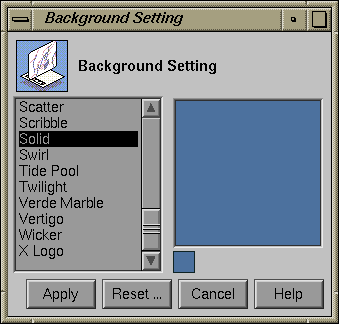 Background Setting
Background Setting
Scatter
Scribble
Solid
Swirl
Tide Pool
Twilight
Verde Marble
Vertigo
Wicker
X Logo
Apply
Reset ...
Cancel
Help